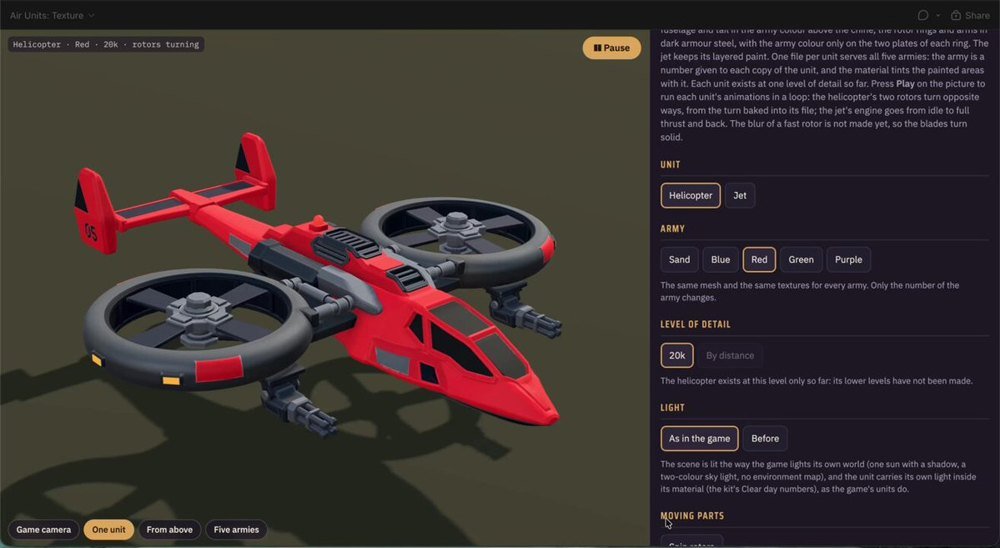 Air Units: Texture
Share
Helicopter · Red · 20k · rotors turning
Pause
05
Game camera
One unit
From above
Five armies
fuselage and tail in the army colour above the chine, the rotor rings and arms in
dark armour steel, with the army colour only on the two plates of each ring. The
jet keeps its layered paint. One file per unit serves all five armies: the army is a
number given to each copy of the unit, and the material tints the painted areas
with it. Each unit exists at one level of detail so far. Press Play on the picture to
run each unit's animations in a loop: the helicopter's two rotors turn opposite
ways, from the turn baked into its file; the jet's engine goes from idle to full
thrust and back. The blur of a fast rotor is not made yet, so the blades turn
solid.
UNIT
Helicopter
Jet
ARMY
Sand
Blue
Red
Green
Purple
The same mesh and the same textures for every army. Only the number of the
army changes.
LEVEL OF DETAIL
20k
By distance
The helicopter exists at this level only so far: its lower levels have not been made.
LIGHT
As in the game
Before
The scene is lit the way the game lights its own world (one sun with a shadow, a
two-colour sky light, no environment map), and the unit carries its own light inside
its material (the kit's Clear day numbers), as the game's units do.
MOVING PARTS
Spin rotors